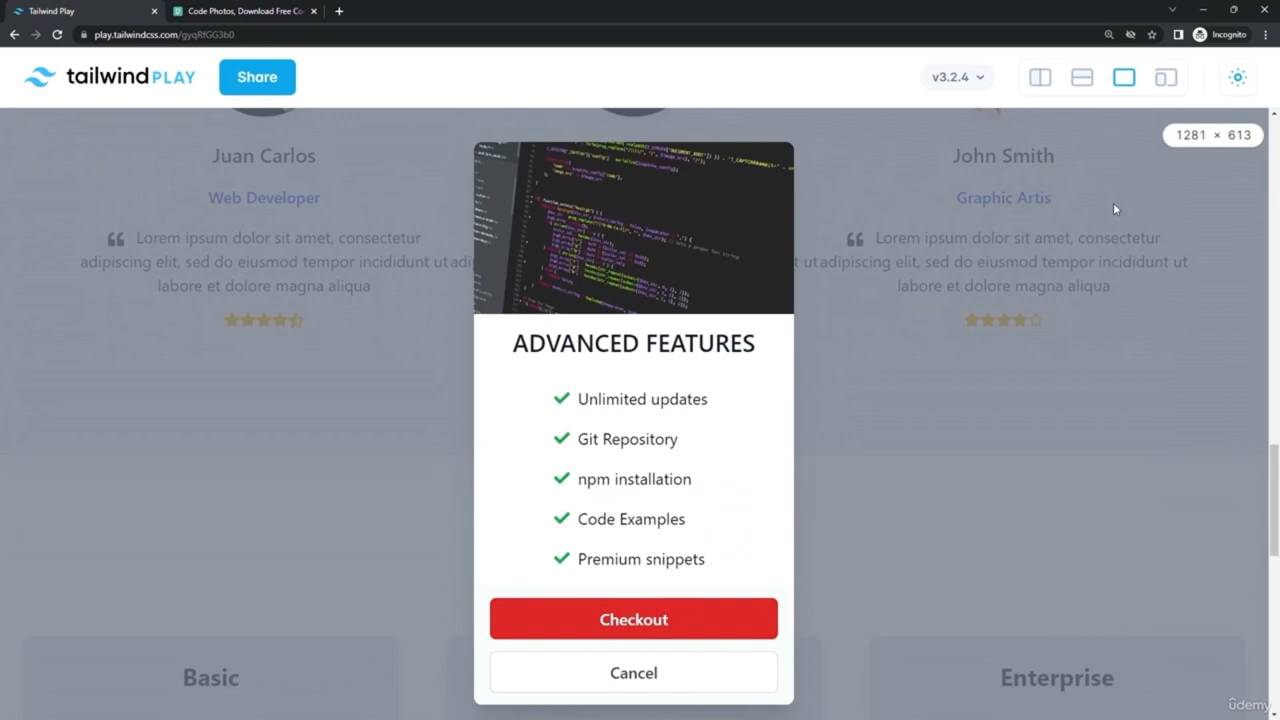 Tailwind Play
Code Photos, Download Free Co
play.tailwindcss.com/gyqRfGG3b0
Incognito
tailwind PLAY
Share
v3.2.4
1281 × 613
Juan Carlos
Web Developer
Lorem ipsum dolor sit amet, consectetur
adipiscing elit, sed do eiusmod tempor incididunt ut
labore et dolore magna aliqua
John Smith
Graphic Artis
Lorem ipsum dolor sit amet, consectetur
adipiscing elit, sed do eiusmod tempor incididunt ut
labore et dolore magna aliqua
ADVANCED FEATURES
Unlimited updates
Git Repository
npm installation
Code Examples
Premium snippets
Checkout
Cancel
Basic
Enterprise
ûdemy